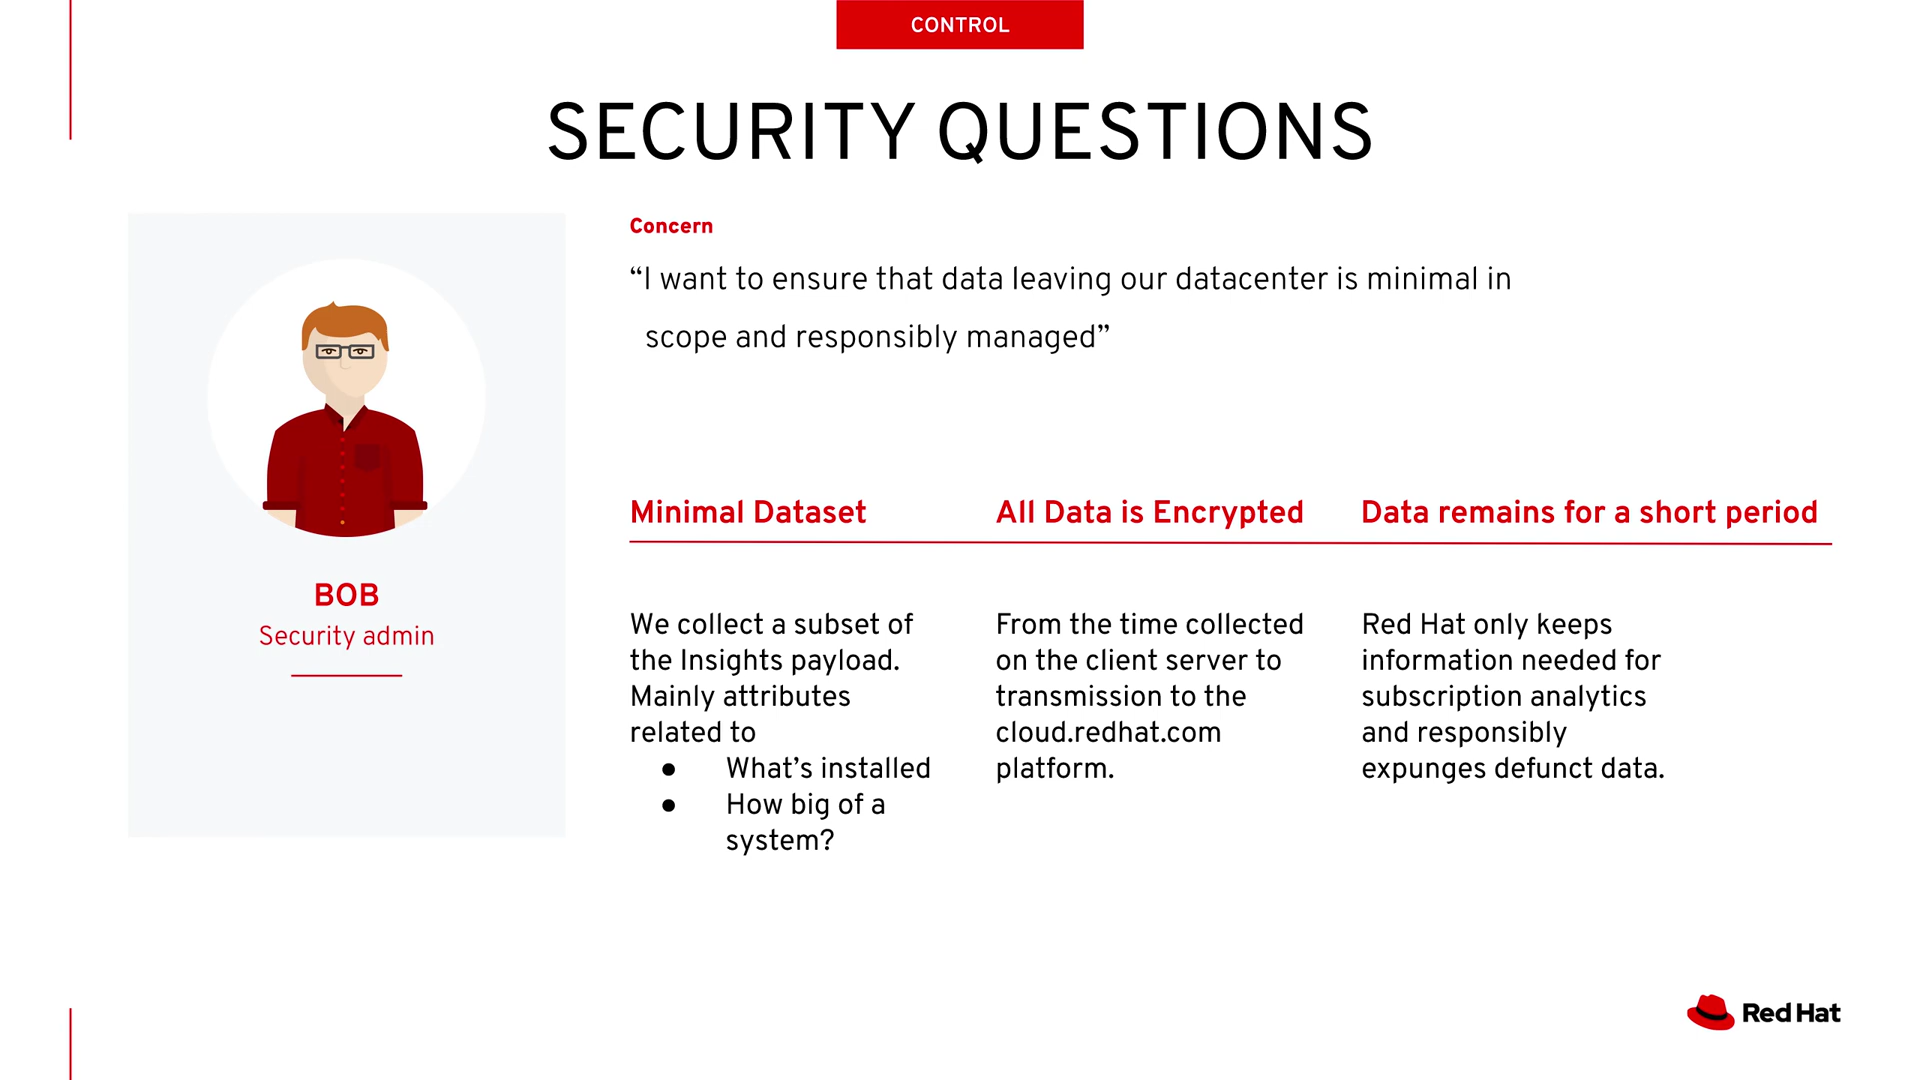 CONTROL
SECURITY QUESTIONS
Concern
“I want to ensure that data leaving our datacenter is minimal in
scope and responsibly managed”
BOB
Security admin
Minimal Dataset
We collect a subset of
the Insights payload.
Mainly attributes
related to
● What’s installed
● How big of a
system?
All Data is Encrypted
From the time collected
on the client server to
transmission to the
cloud.redhat.com
platform.
Data remains for a short period
Red Hat only keeps
information needed for
subscription analytics
and responsibly
expunges defunct data.
Red Hat